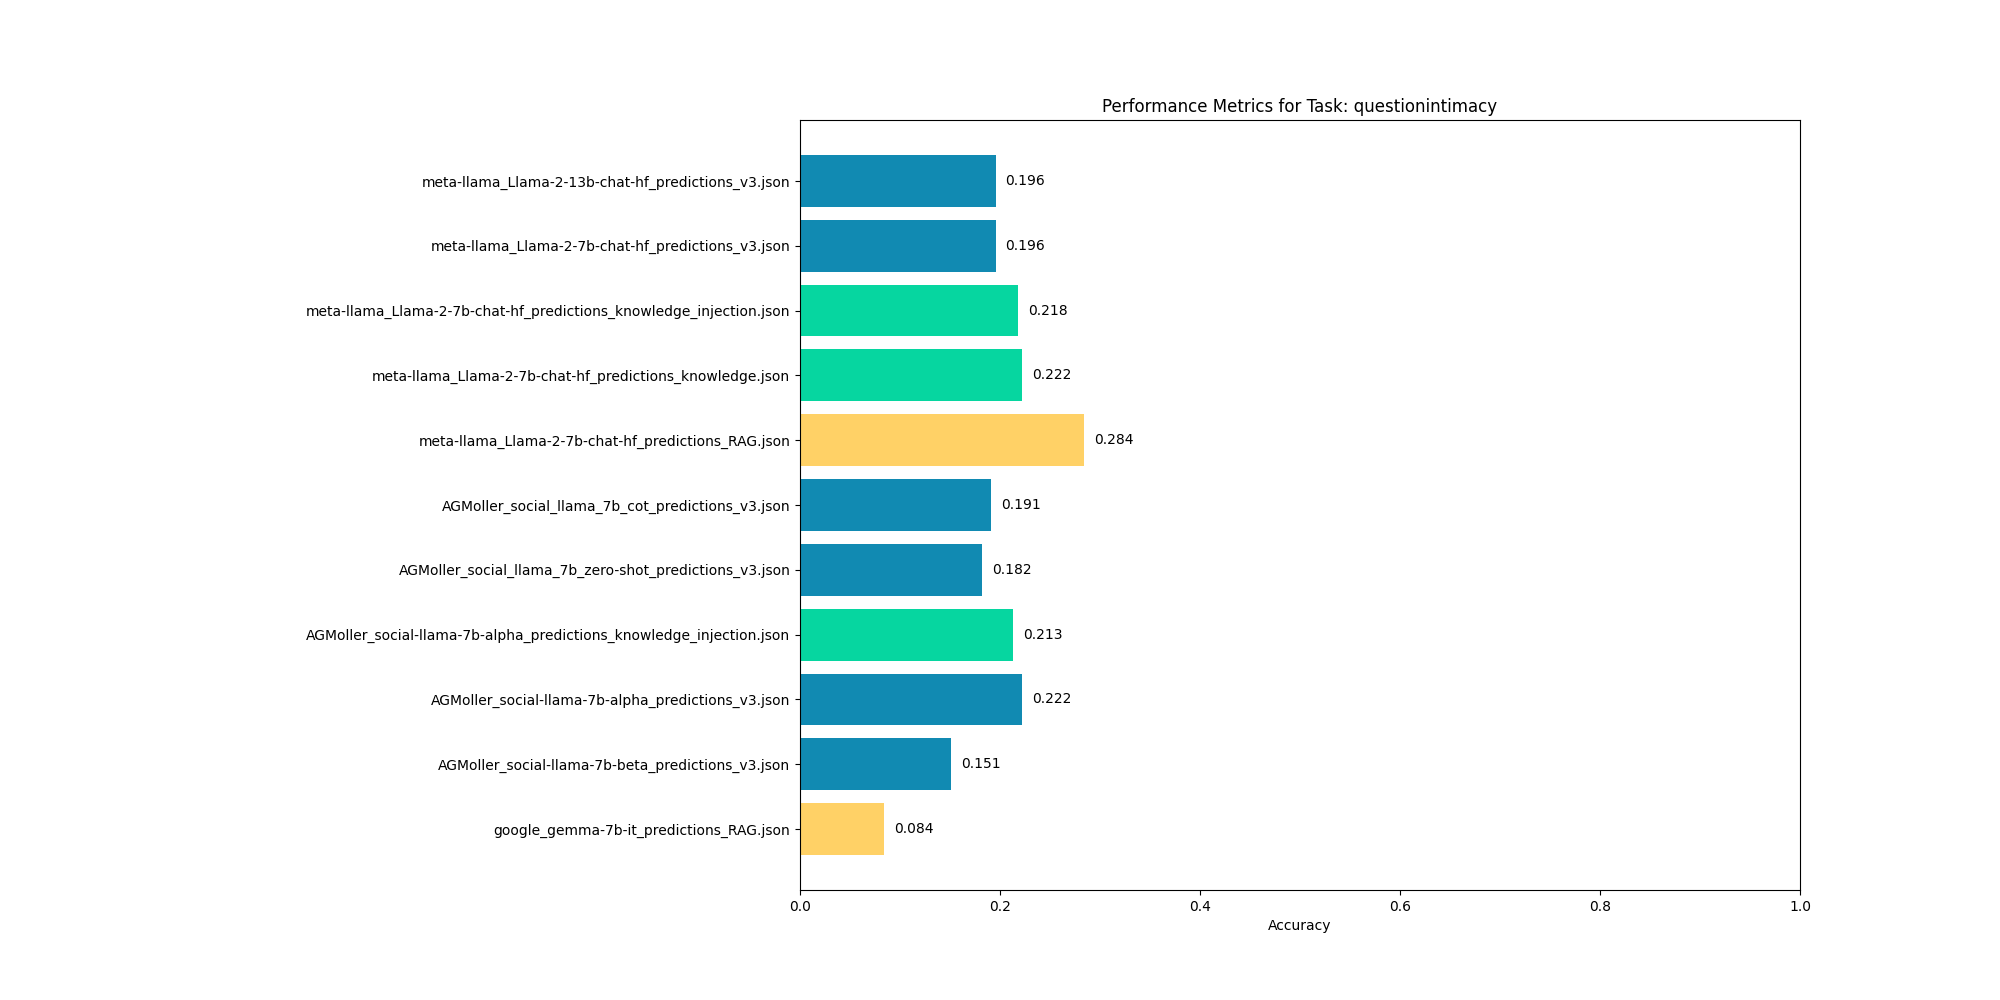 Performance Metrics for Task: questionintimacy
meta-llama_Llama-2-13b-chat-hf_predictions_v3.json 0.196
meta-llama_Llama-2-7b-chat-hf_predictions_v3.json 0.196
meta-llama_Llama-2-7b-chat-hf_predictions_knowledge_injection.json 0.218
meta-llama_Llama-2-7b-chat-hf_predictions_knowledge.json 0.222
meta-llama_Llama-2-7b-chat-hf_predictions_RAG.json 0.284
AGMoller_social_llama_7b_cot_predictions_v3.json 0.191
AGMoller_social_llama_7b_zero-shot_predictions_v3.json 0.182
AGMoller_social-llama-7b-alpha_predictions_knowledge_injection.json 0.213
AGMoller_social-llama-7b-alpha_predictions_v3.json 0.222
AGMoller_social-llama-7b-beta_predictions_v3.json 0.151
google_gemma-7b-it_predictions_RAG.json 0.084
0.0 0.2 0.4 0.6 0.8 1.0
Accuracy